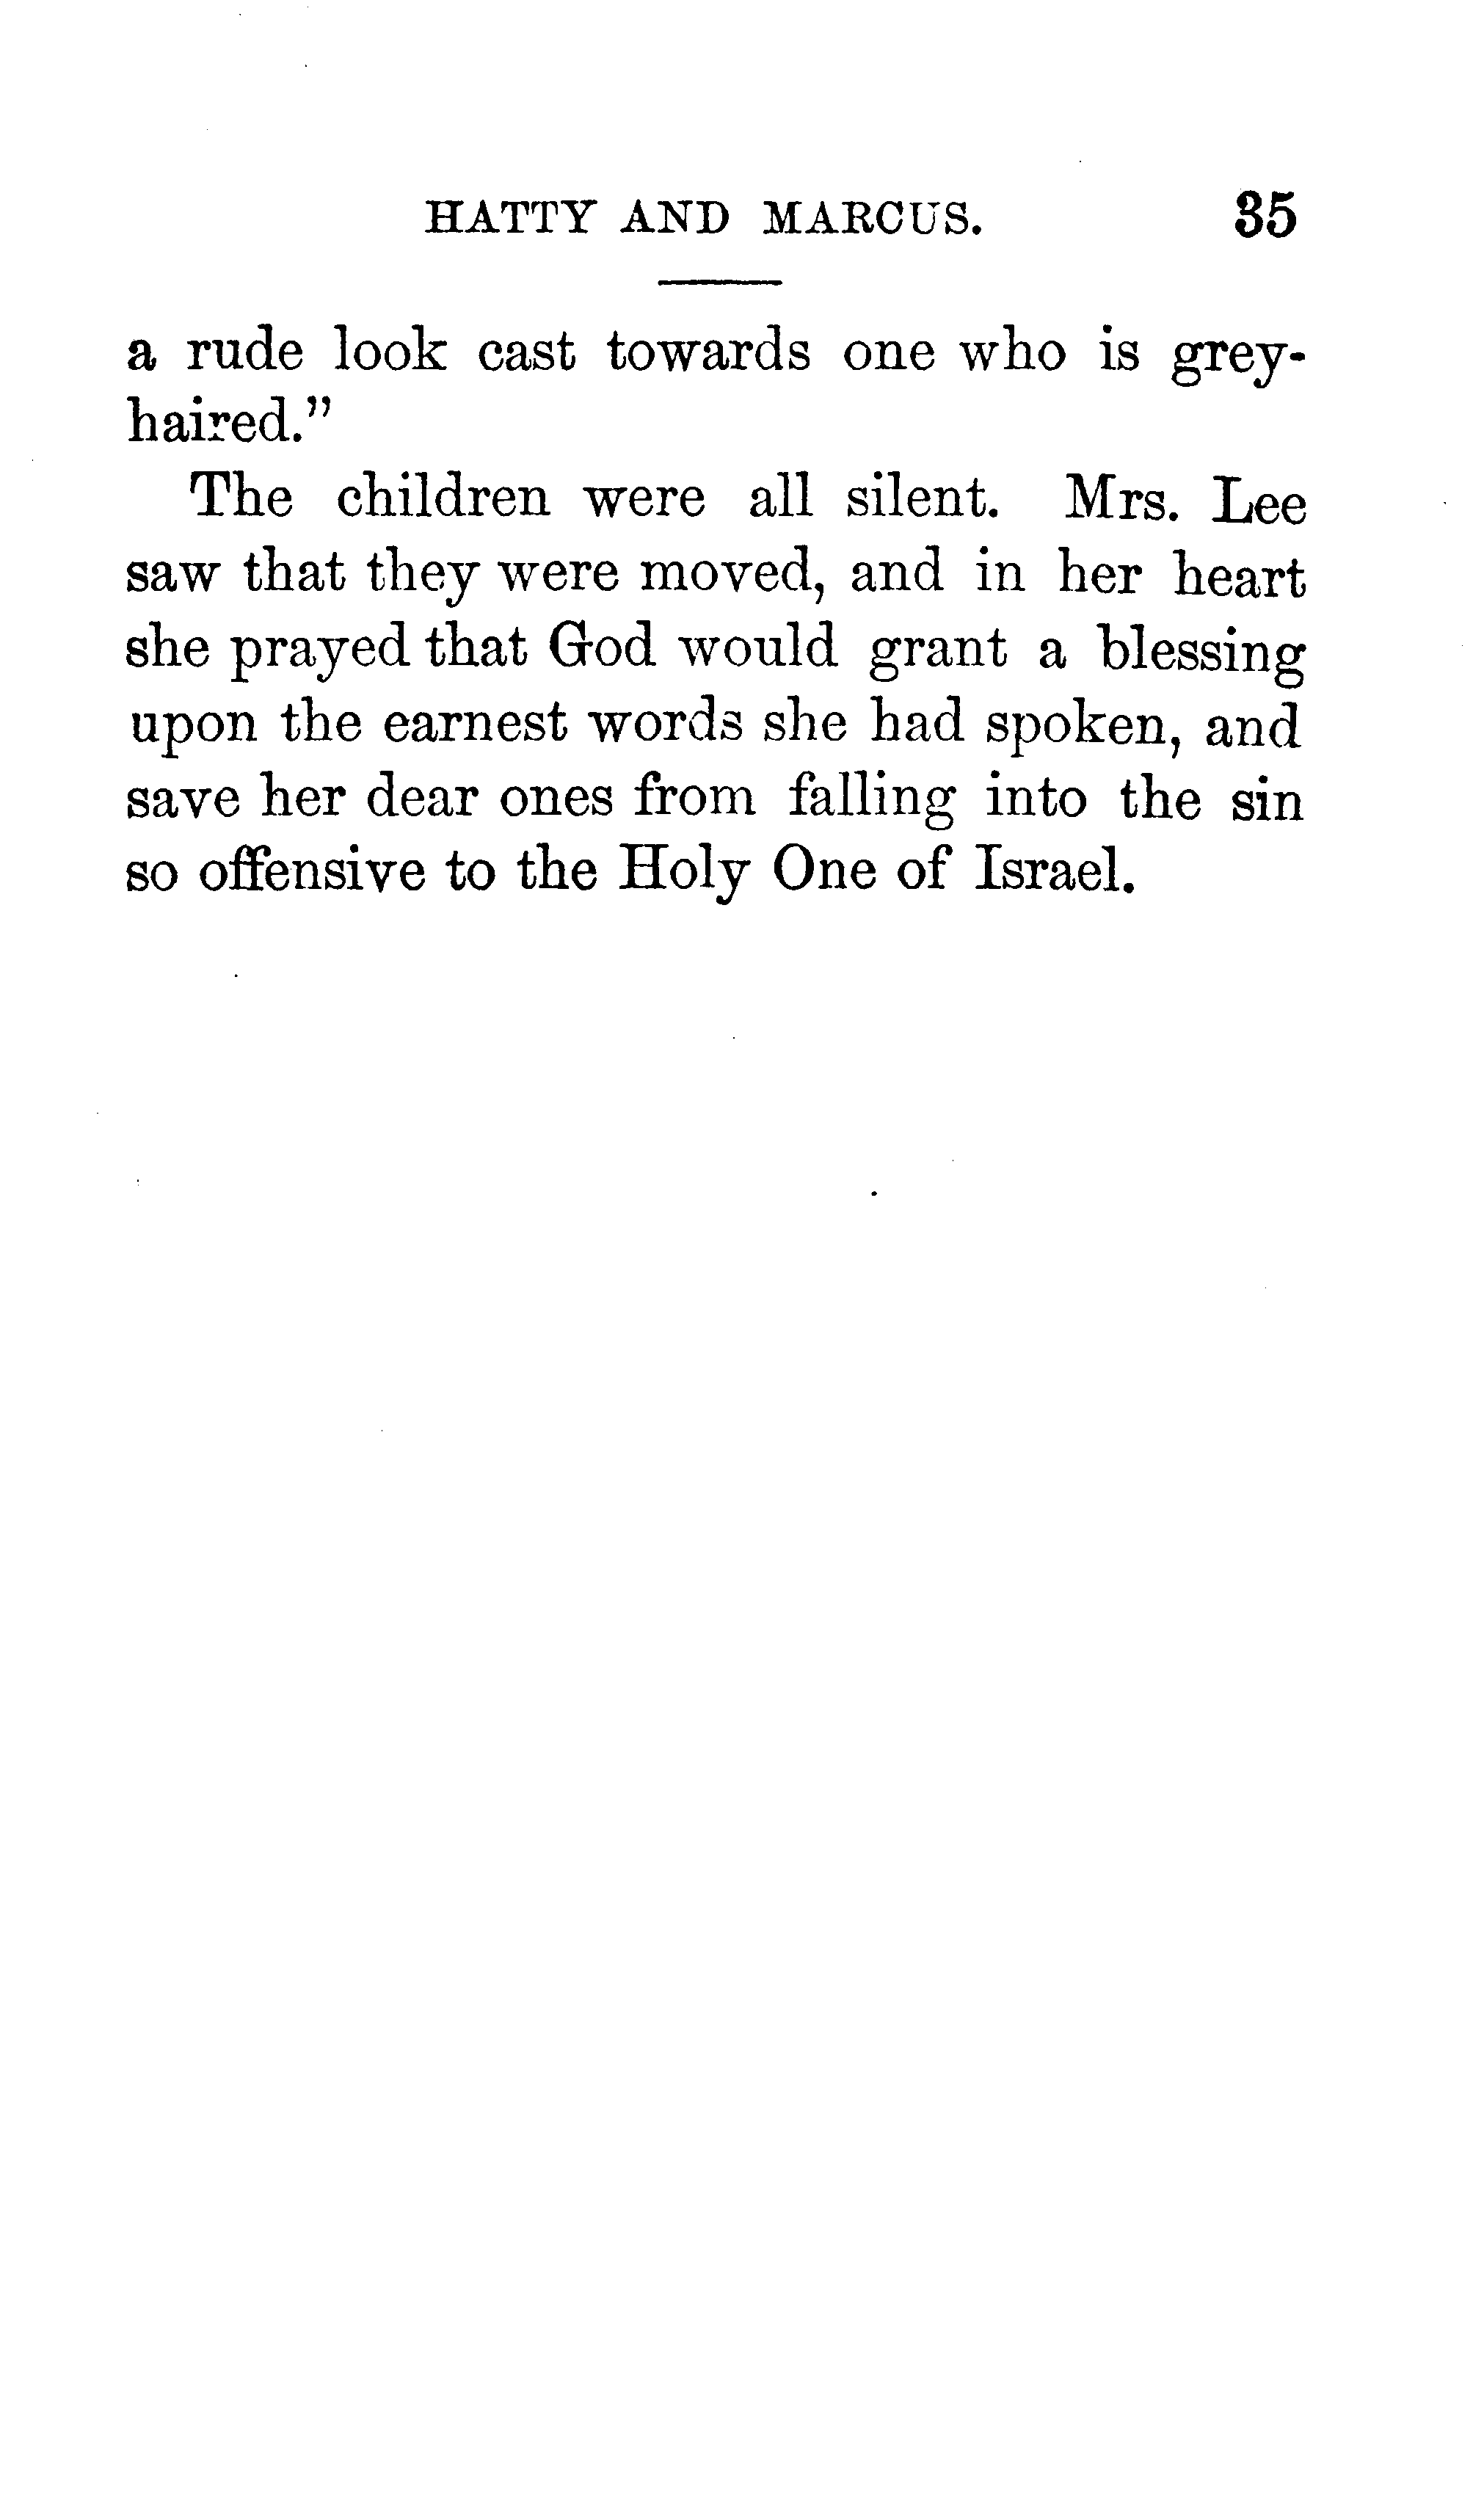 HATTY AND MARCUS. 35
a rude look cast towards one who is grey-
haired."
The children were all silent. Mrs. Lee
saw that they were moved, and in her heart
she prayed that God would grant a blessing
upon the earnest words she had spoken, and
save her dear ones from falling into the sin
so offensive to the Holy One of Israel.